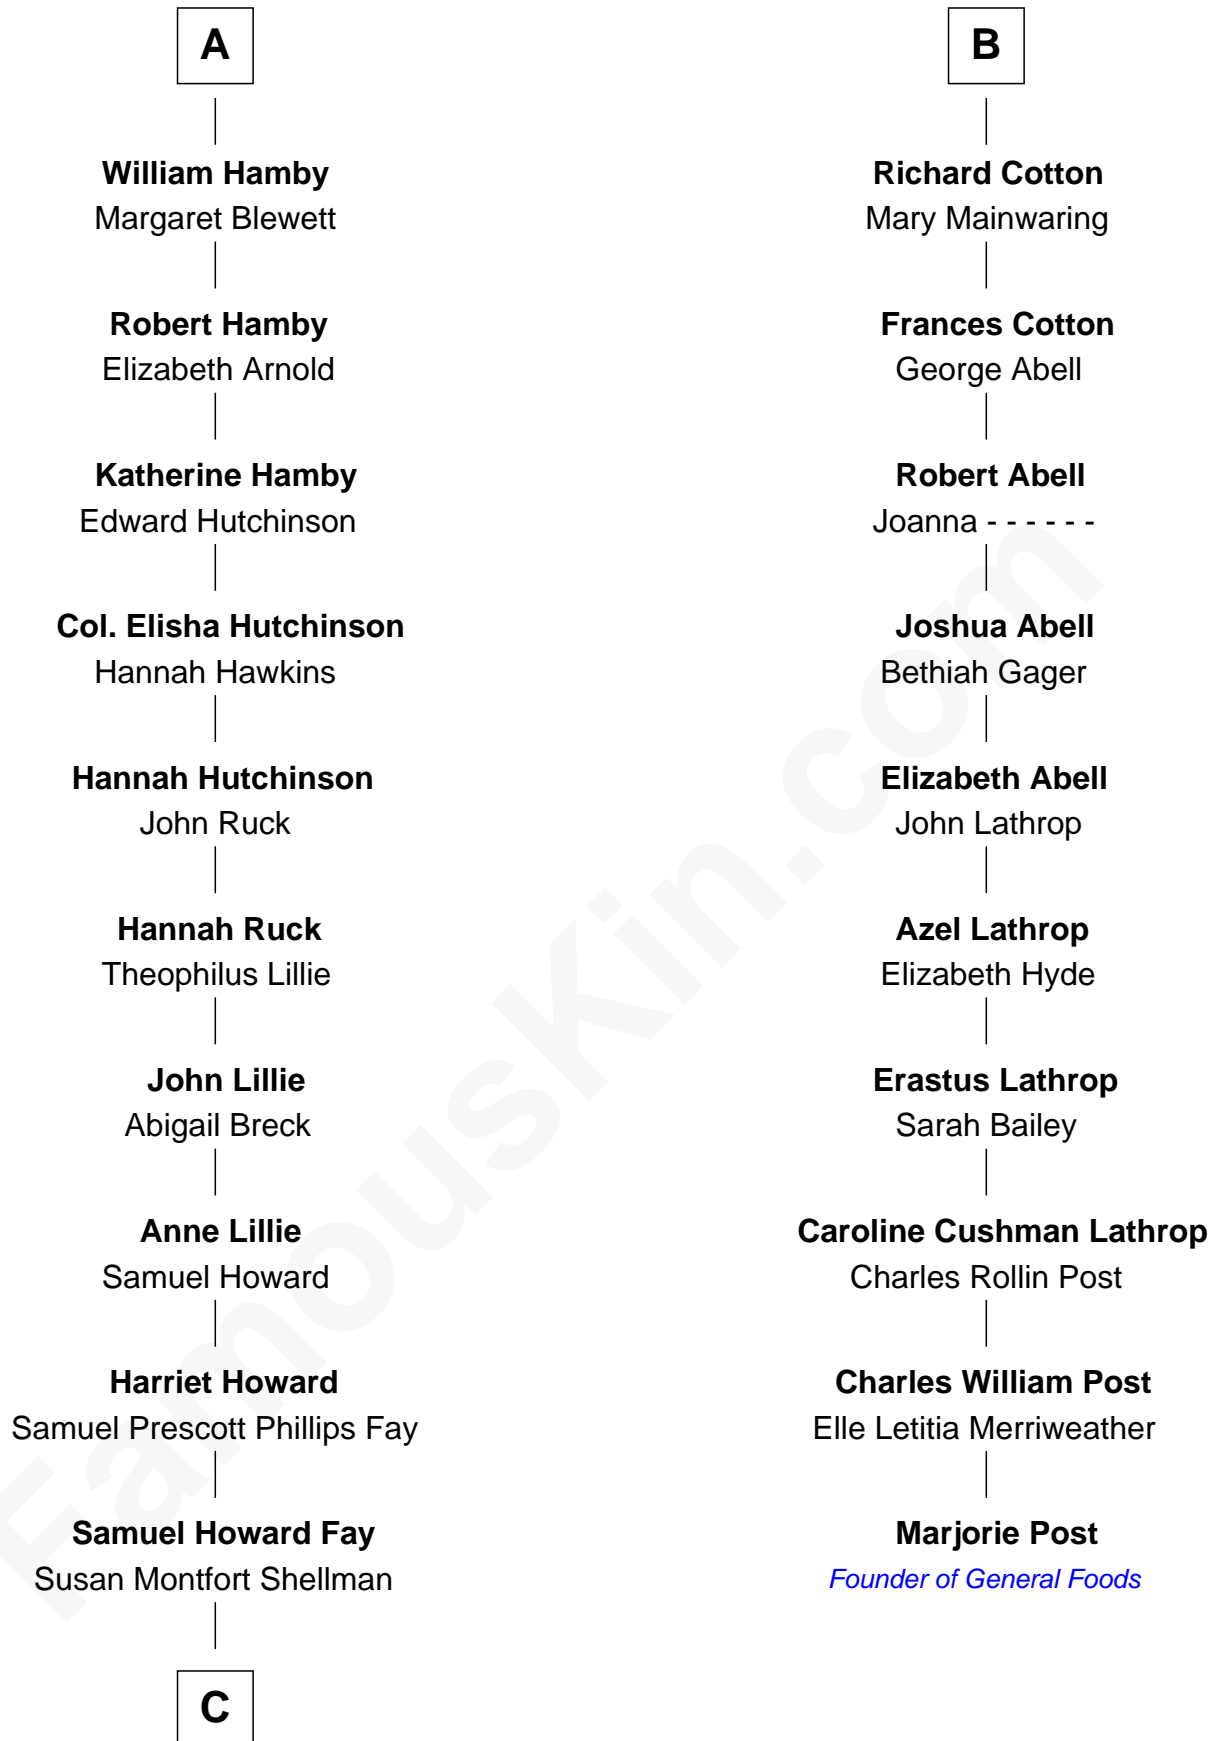 A
William Hamby
Margaret Blewett
Robert Hamby
Elizabeth Arnold
Katherine Hamby
Edward Hutchinson
Col. Elisha Hutchinson
Hannah Hawkins
Hannah Hutchinson
John Ruck
Hannah Ruck
Theophilus Lillie
John Lillie
Abigail Breck
Anne Lillie
Samuel Howard
Harriet Howard
Samuel Prescott Phillips Fay
Samuel Howard Fay
Susan Montfort Shellman
C
B
Richard Cotton
Mary Mainwaring
Frances Cotton
George Abell
Robert Abell
Joanna - - - - - -
Joshua Abell
Bethiah Gager
Elizabeth Abell
John Lathrop
Azel Lathrop
Elizabeth Hyde
Erastus Lathrop
Sarah Bailey
Caroline Cushman Lathrop
Charles Rollin Post
Charles William Post
Elle Letitia Merriweather
Marjorie Post
Founder of General Foods
FamousKin.com